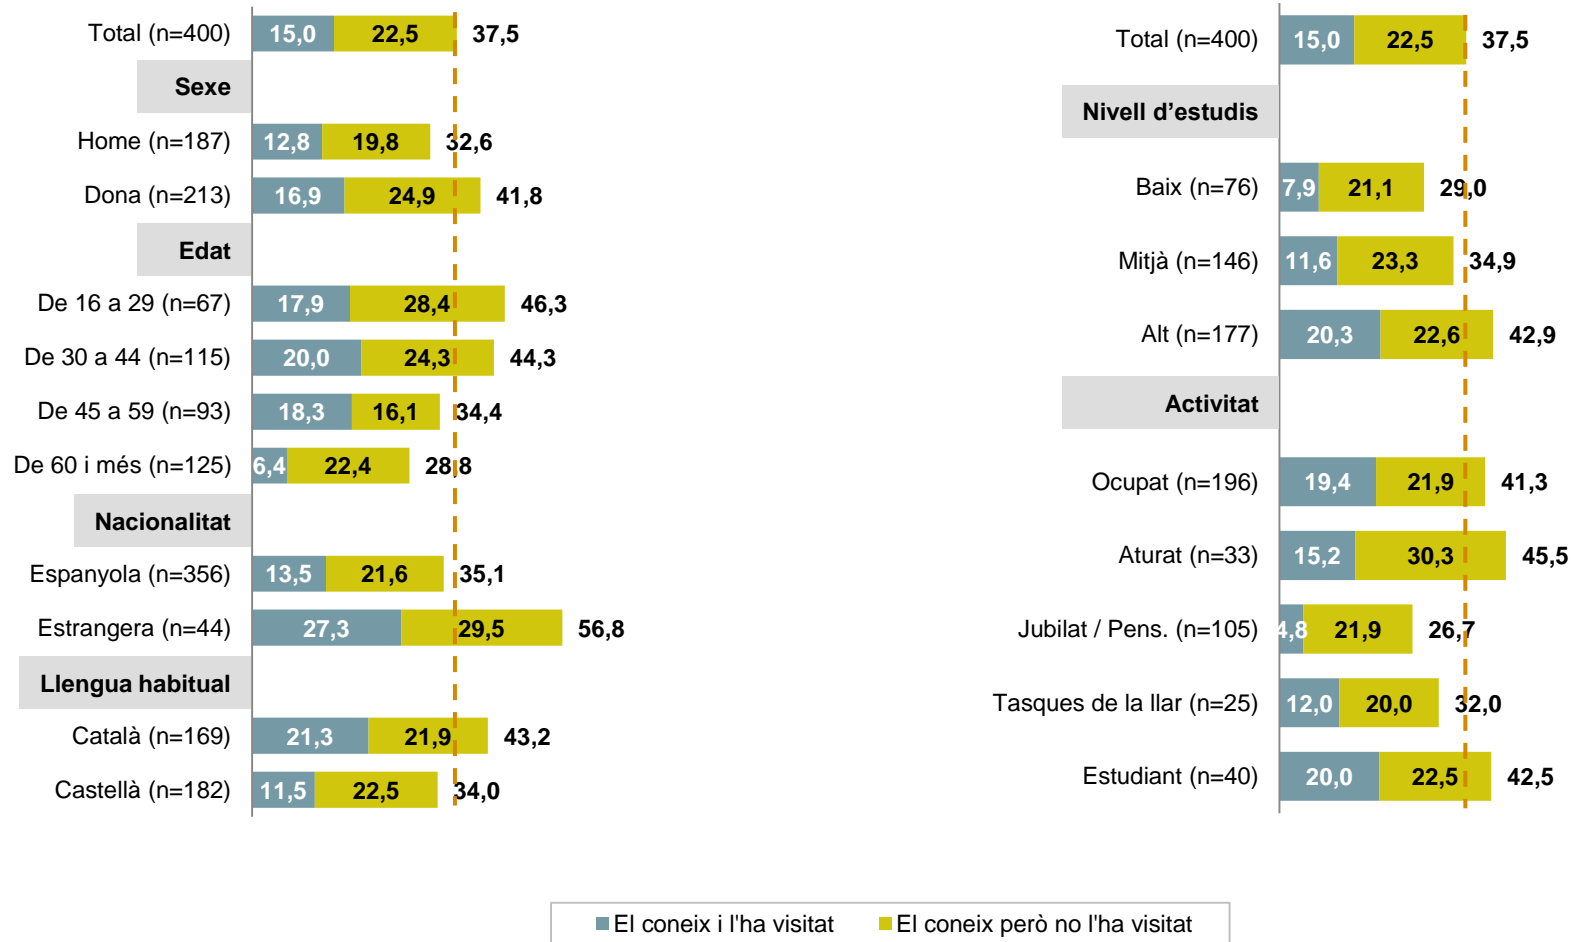 Total (n=400) 15,0 22,5 37,5
Sexe
Home (n=187) 12,8 19,8 32,6
Dona (n=213) 16,9 24,9 41,8
Edat
De 16 a 29 (n=67) 17,9 28,4 46,3
De 30 a 44 (n=115) 20,0 24,3 44,3
De 45 a 59 (n=93) 18,3 16,1 34,4
De 60 i més (n=125) 6,4 22,4 28,8
Nacionalitat
Espanyola (n=356) 13,5 21,6 35,1
Estrangera (n=44) 27,3 29,5 56,8
Llengua habitual
Català (n=169) 21,3 21,9 43,2
Castellà (n=182) 11,5 22,5 34,0
Total (n=400) 15,0 22,5 37,5
Nivell d’estudis
Baix (n=76) 7,9 21,1 29,0
Mitjà (n=146) 11,6 23,3 34,9
Alt (n=177) 20,3 22,6 42,9
Activitat
Ocupat (n=196) 19,4 21,9 41,3
Aturat (n=33) 15,2 30,3 45,5
Jubilat / Pens. (n=105) 4,8 21,9 26,7
Tasques de la llar (n=25) 12,0 20,0 32,0
Estudiant (n=40) 20,0 22,5 42,5
El coneix i l'ha visitat El coneix però no l'ha visitat